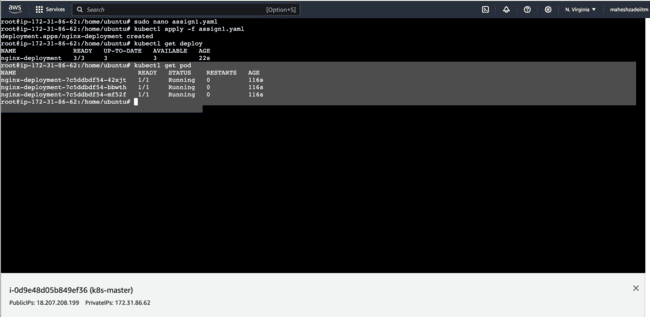 aws Services Search [Option+S] N. Virginia ▼ maheshzadeitm
root@ip-172-31-86-62:/home/ubuntu# sudo nano assign1.yaml
root@ip-172-31-86-62:/home/ubuntu# kubectl apply -f assign1.yaml
deployment.apps/nginx-deployment created
root@ip-172-31-86-62:/home/ubuntu# kubectl get deploy
NAME READY UP-TO-DATE AVAILABLE AGE
nginx-deployment 3/3 3 3 22s
root@ip-172-31-86-62:/home/ubuntu# kubectl get pod
NAME READY STATUS RESTARTS AGE
nginx-deployment-7c5ddbdf54-42xjt 1/1 Running 0 116s
nginx-deployment-7c5ddbdf54-bbwth 1/1 Running 0 116s
nginx-deployment-7c5ddbdf54-mf52f 1/1 Running 0 116s
root@ip-172-31-86-62:/home/ubuntu#
i-0d9e48d05b849ef36 (k8s-master)
PublicIPs: 18.207.208.199 PrivateIPs: 172.31.86.62